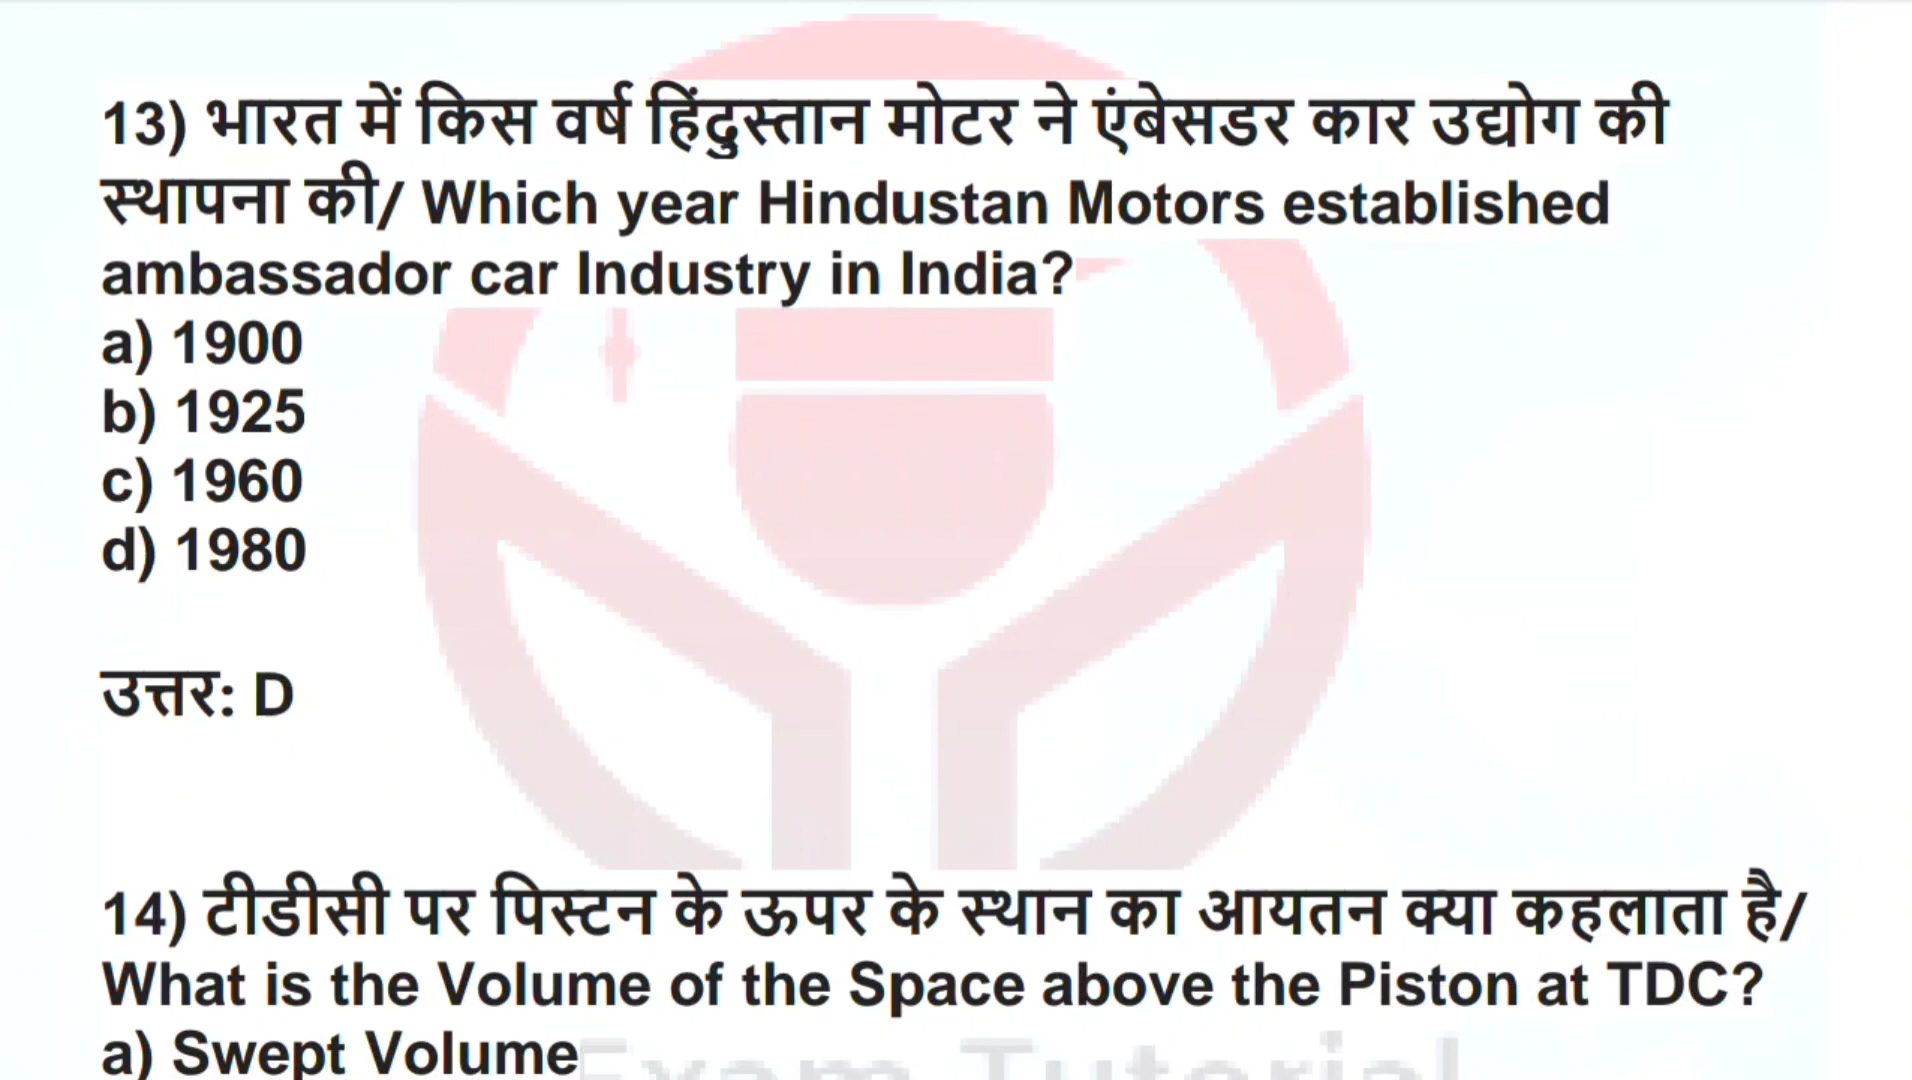 13) भारत में किस वर्ष हिंदुस्तान मोटर ने एंबेसडर कार उद्योग की
स्थापना की/ Which year Hindustan Motors established
ambassador car Industry in India?
a) 1900
b) 1925
c) 1960
d) 1980
उत्तर: D
14) टीडीसी पर पिस्टन के ऊपर के स्थान का आयतन क्या कहलाता है/
What is the Volume of the Space above the Piston at TDC?
a) Swept Volume
Exam Tutorial